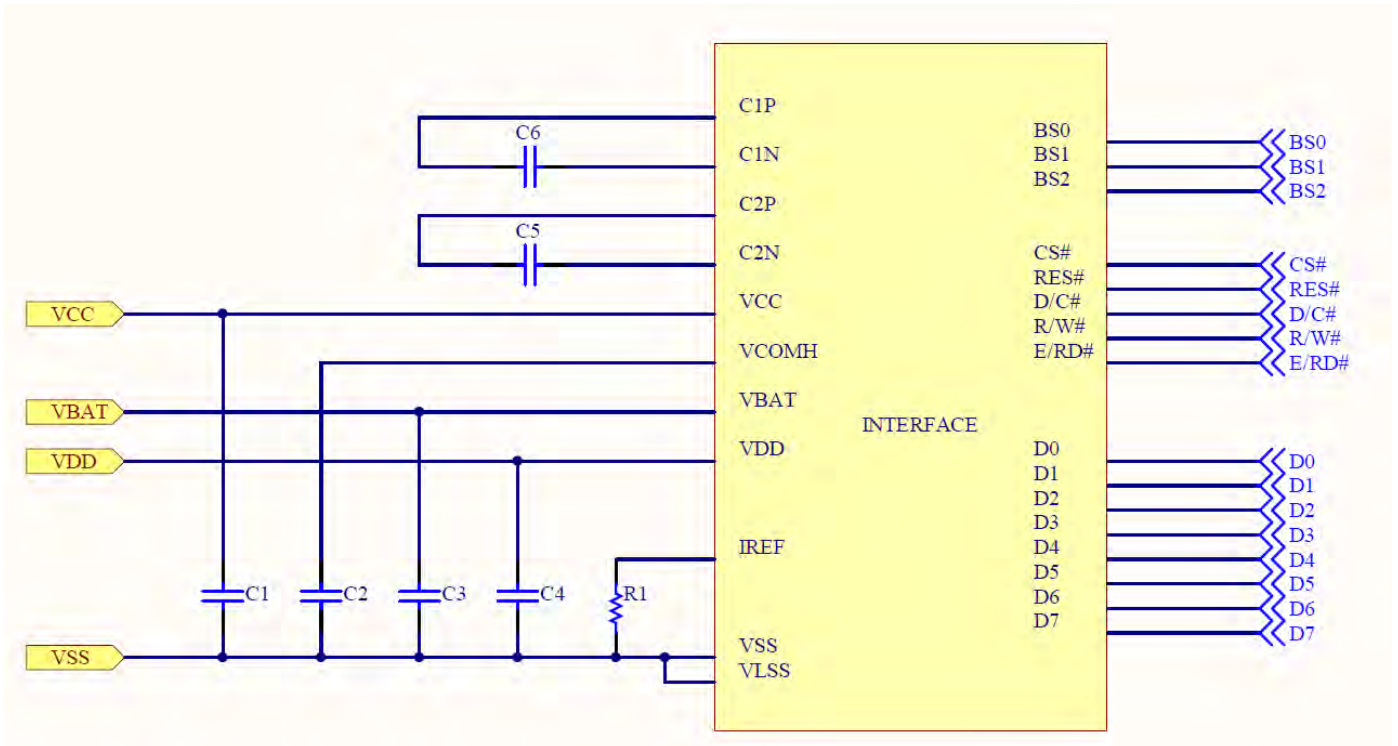 C1P
C6
C1N
C2P
C5
C2N
VCC
VCC
VCOMH
VBAT
VBAT
VDD
VDD
IREF
C1
C2
C3
C4
R1
VSS
VSS
VLSS
INTERFACE
BS0
BS1
BS2
CS#
RES#
D/C#
R/W#
E/RD#
D0
D1
D2
D3
D4
D5
D6
D7
BS0
BS1
BS2
CS#
RES#
D/C#
R/W#
E/RD#
D0
D1
D2
D3
D4
D5
D6
D7